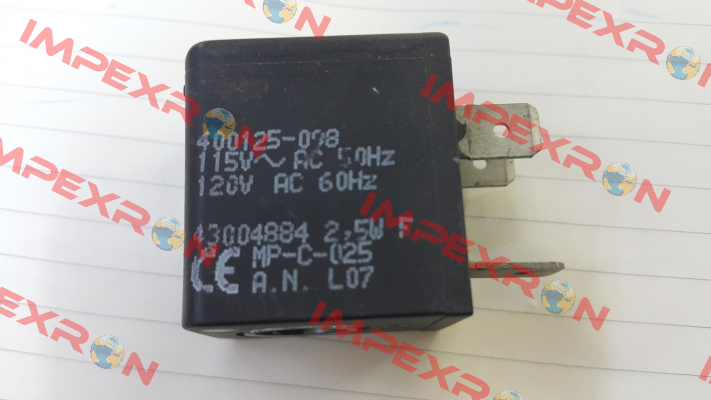 400125-098
115V~ AC 50Hz
120V AC 60Hz
43004884 2,5W F
CE MP-C-025
A.N. L07
IMPEXRON
IMPEXRON
IMPEXRON
IMPEXRON
IMPEXRON
IMPEXRON